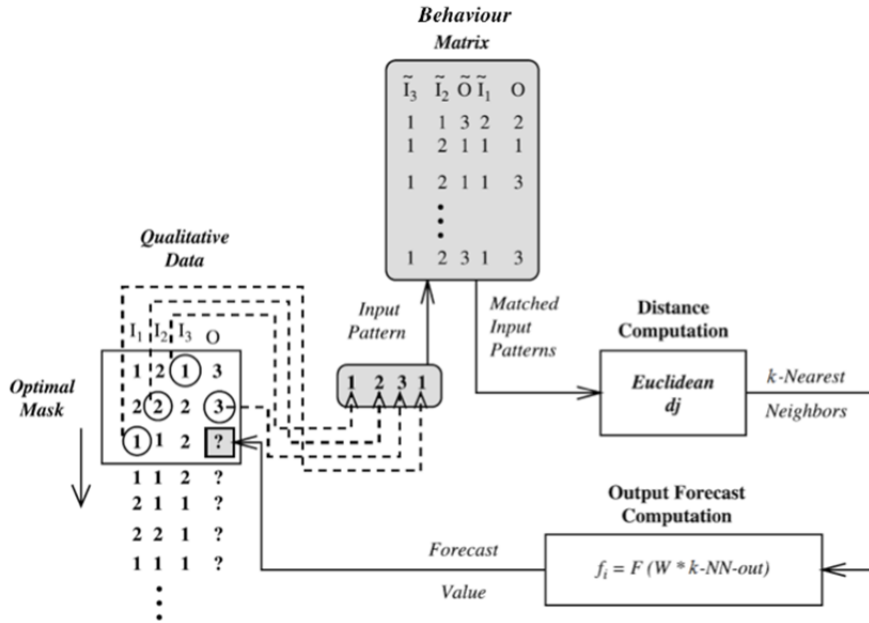 Behaviour
Matrix
Ĩ₃ Ĩ₂ Õ Ĩ₁ O
1 1 3 2 2
1 2 1 1 1
1 2 1 1 3
1 2 3 1 3
Qualitative
Data
I₁ I₂ I₃ O
Optimal
Mask
1 2 1 3
2 2 2 3
1 1 2 ?
1 1 2 ?
2 1 1 ?
2 2 1 ?
1 1 1 ?
Input
Pattern
1 2 3 1
Matched
Input
Patterns
Distance
Computation
Euclidean
dj
k-Nearest
Neighbors
Output Forecast
Computation
fᵢ = F (W * k-NN-out)
Forecast
Value